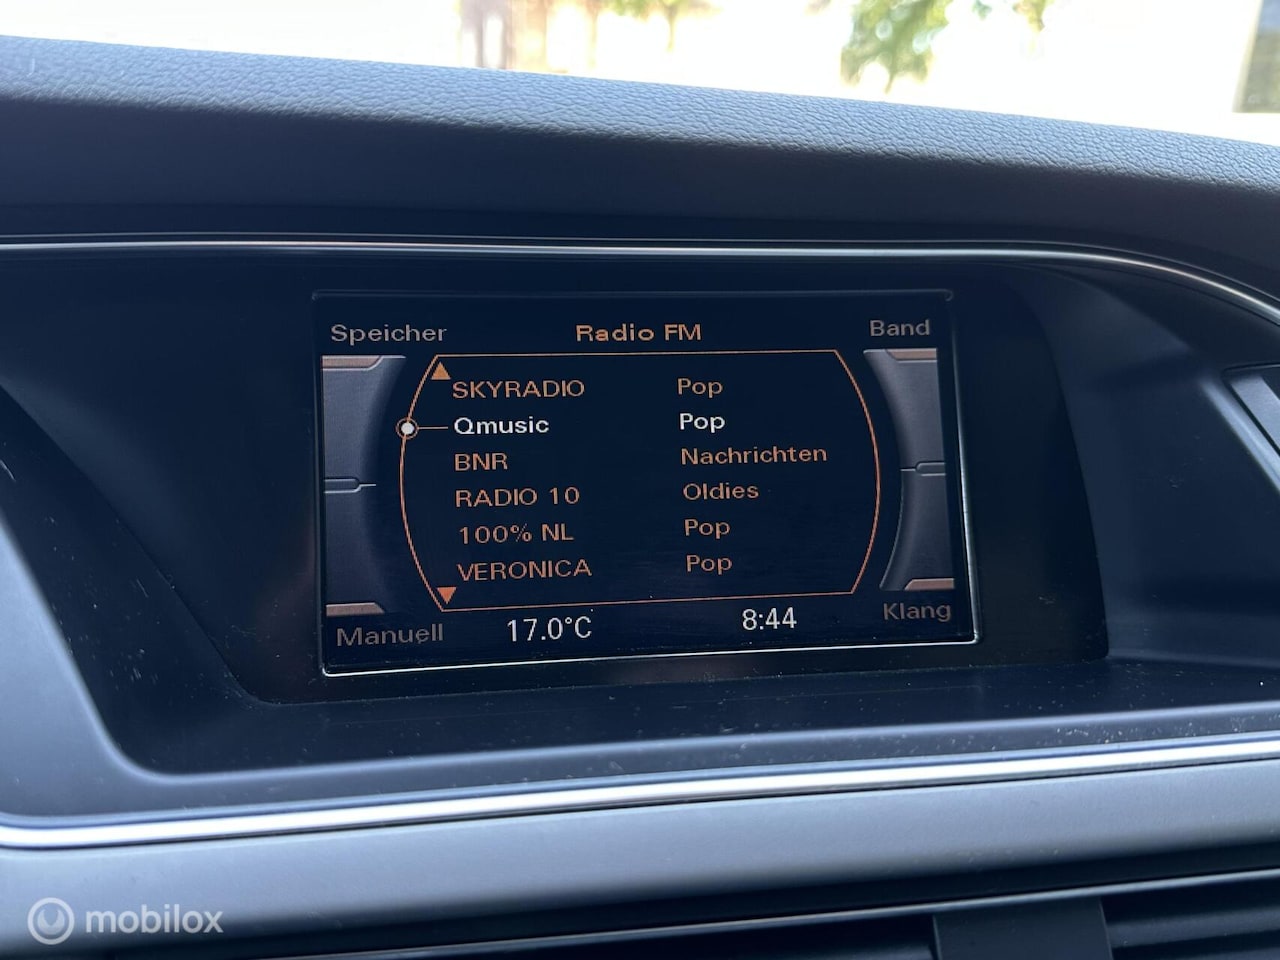 Speicher Radio FM Band
SKYRADIO Pop
Qmusic Pop
BNR Nachrichten
RADIO 10 Oldies
100% NL Pop
VERONICA Pop
Manuell 17.0°C 8:44 Klang
mobilox